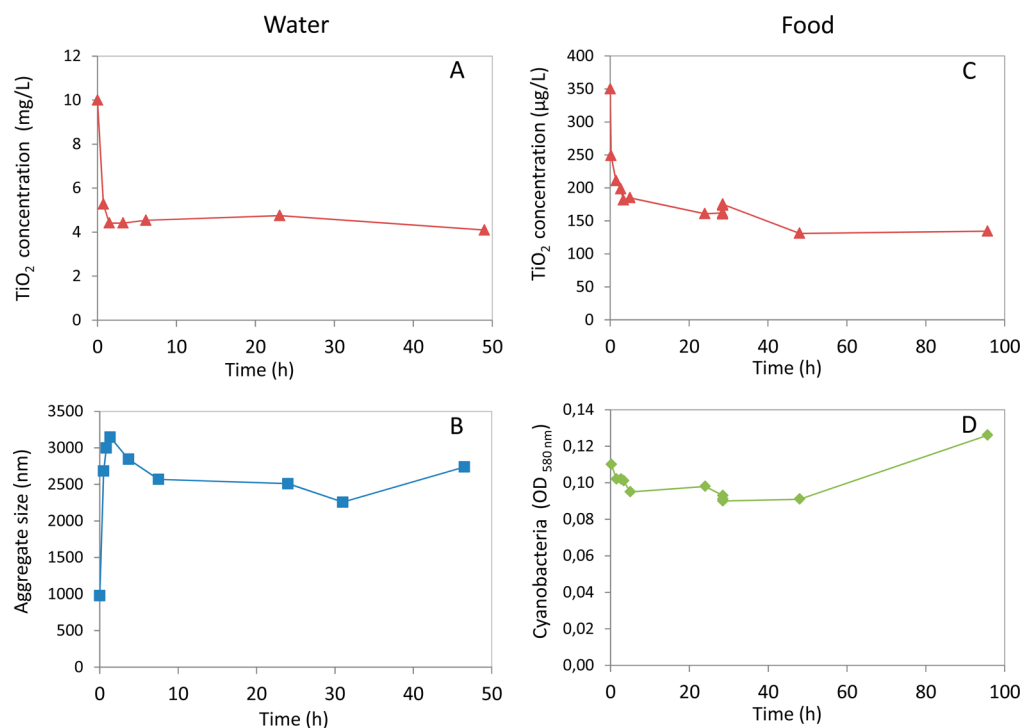 Water
Food
A
TiO₂ concentration (mg/L)
12
10
8
6
4
2
0
0 10 20 30 40 50
Time (h)
C
TiO₂ concentration (µg/L)
400
350
300
250
200
150
100
50
0
0 20 40 60 80 100
Time (h)
B
Aggregate size (nm)
3500
3000
2500
2000
1500
1000
500
0
0 10 20 30 40 50
Time (h)
D
Cyanobacteria (OD 580 nm)
0,14
0,12
0,10
0,08
0,06
0,04
0,02
0,00
0 20 40 60 80 100
Time (h)